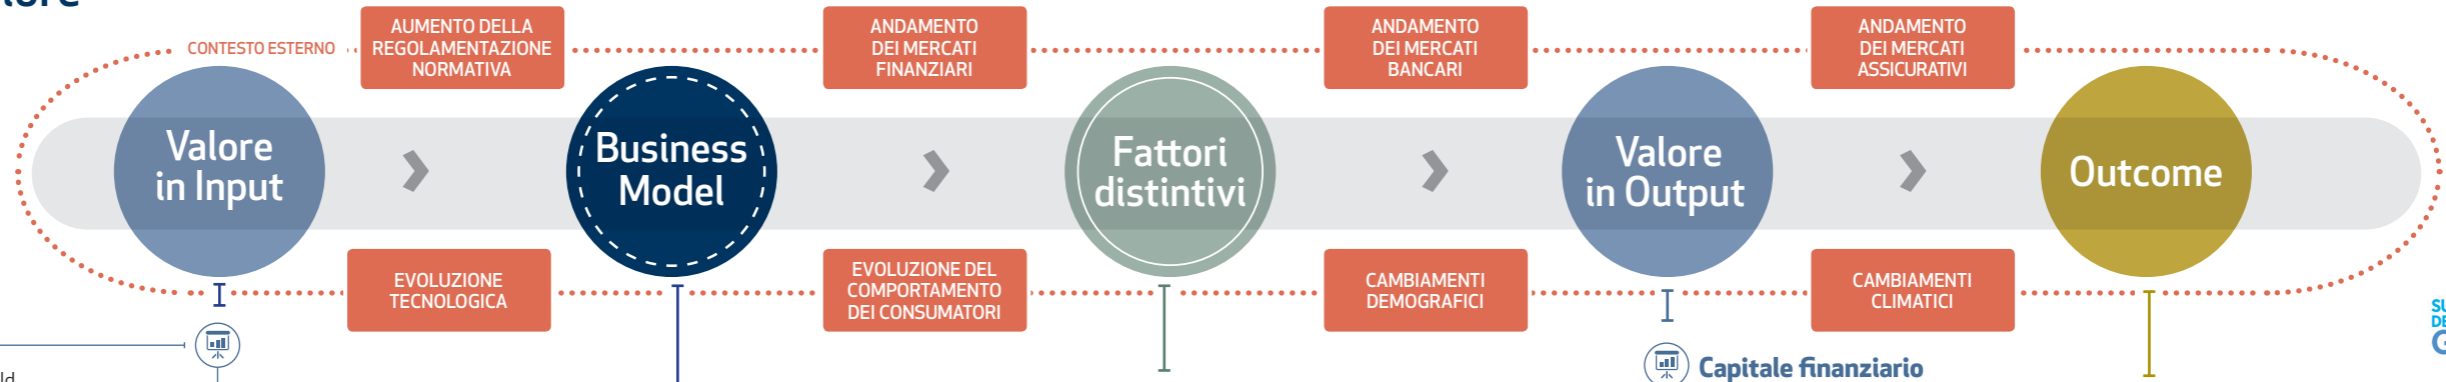 CONTESTO ESTERNO
AUMENTO DELLA
REGOLAMENTAZIONE
NORMATIVA
ANDAMENTO
DEI MERCATI
FINANZIARI
ANDAMENTO
DEI MERCATI
BANCARI
ANDAMENTO
DEI MERCATI
ASSICURATIVI
Valore
in Input
Business
Model
Fattori
distintivi
Valore
in Output
Outcome
EVOLUZIONE
TECNOLOGICA
EVOLUZIONE DEL
COMPORTAMENTO
DEI CONSUMATORI
CAMBIAMENTI
DEMOGRAFICI
CAMBIAMENTI
CLIMATICI
Capitale finanziario